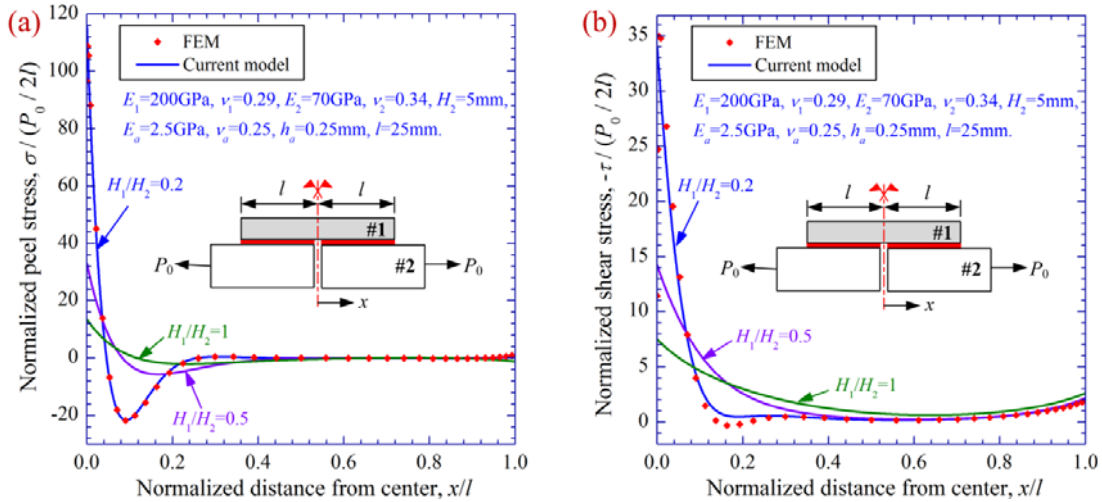 (a)
Normalized peel stress, σ / (P₀ / 2l)
120
100
80
60
40
20
0
-20
FEM
Current model
E₁=200GPa, ν₁=0.29, E₂=70GPa, ν₂=0.34, H₂=5mm,
Eₐ=2.5GPa, νₐ=0.25, hₐ=0.25mm, l=25mm.
H₁/H₂=0.2
l
l
#1
P₀
#2
P₀
x
H₁/H₂=1
H₁/H₂=0.5
0.0
0.2
0.4
0.6
0.8
1.0
Normalized distance from center, x/l
(b)
Normalized shear stress, -τ / (P₀ / 2l)
35
30
25
20
15
10
5
0
FEM
Current model
E₁=200GPa, ν₁=0.29, E₂=70GPa, ν₂=0.34, H₂=5mm,
Eₐ=2.5GPa, νₐ=0.25, hₐ=0.25mm, l=25mm.
H₁/H₂=0.2
l
l
#1
P₀
#2
P₀
x
H₁/H₂=0.5
H₁/H₂=1
0.0
0.2
0.4
0.6
0.8
1.0
Normalized distance from center, x/l